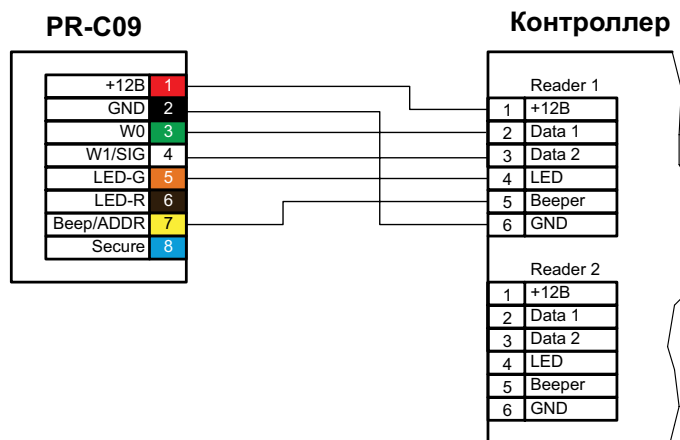 PR-C09
Контроллер
+12В 1
GND 2
W0 3
W1/SIG 4
LED-G 5
LED-R 6
Beep/ADDR 7
Secure 8
Reader 1
1 +12В
2 Data 1
3 Data 2
4 LED
5 Beeper
6 GND
Reader 2
1 +12В
2 Data 1
3 Data 2
4 LED
5 Beeper
6 GND